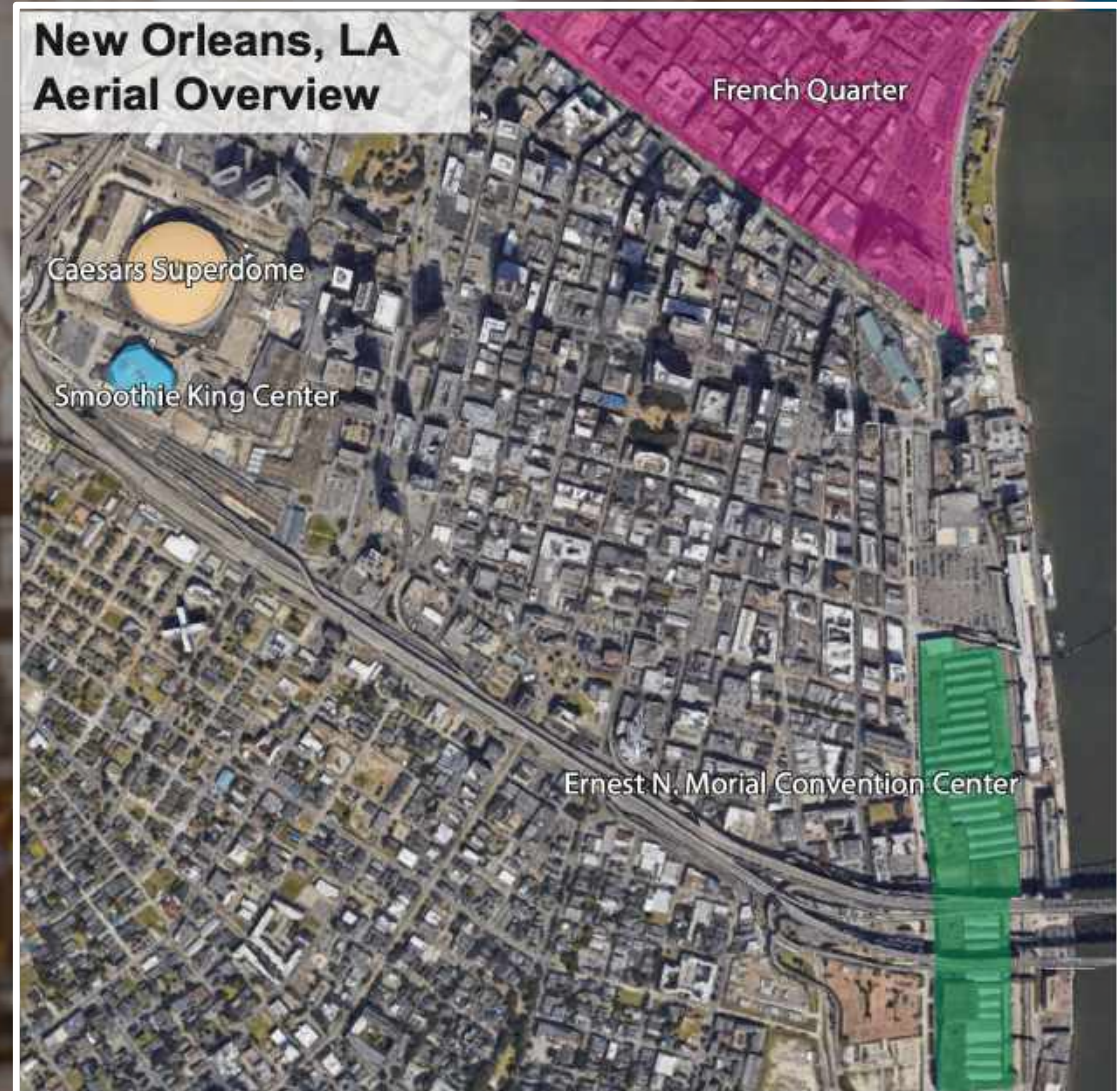 New Orleans, LA
Aerial Overview
French Quarter
Caesars Superdome
Smoothie King Center
Ernest N. Morial Convention Center